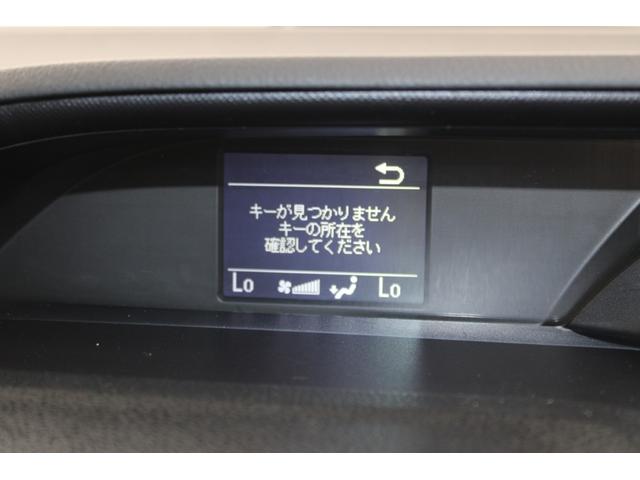 キーが見つかりません
キーの所在を
確認してください
Lo Lo